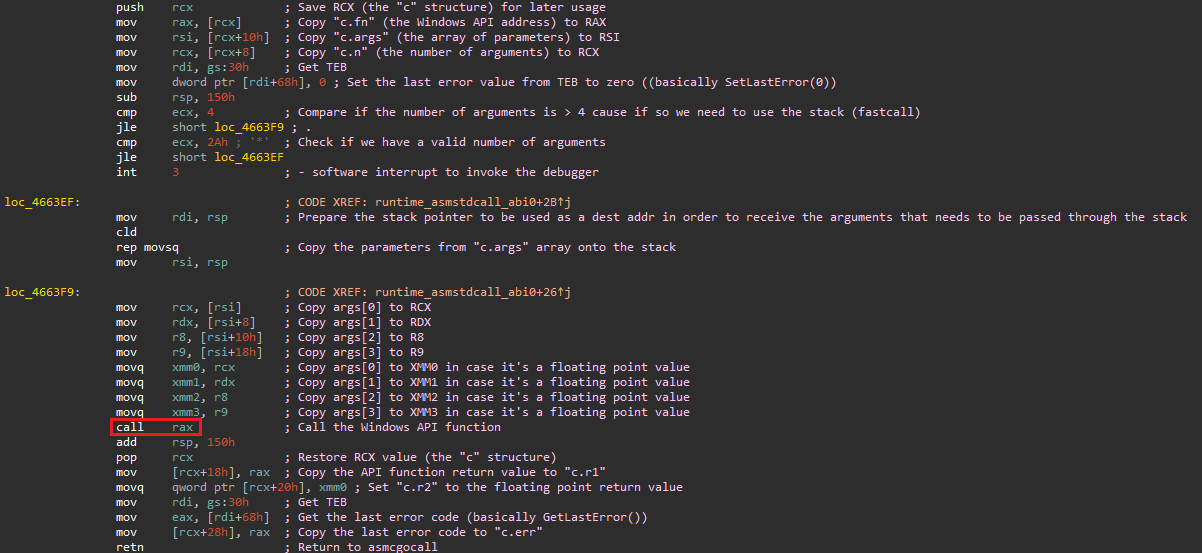 push rcx ; Save RCX (the "c" structure) for later usage
mov rax, [rcx] ; Copy "c.fn" (the Windows API address) to RAX
mov rsi, [rcx+10h] ; Copy "c.args" (the array of parameters) to RSI
mov rcx, [rcx+8] ; Copy "c.n" (the number of arguments) to RCX
mov rdi, gs:30h ; Get TEB
mov dword ptr [rdi+68h], 0 ; Set the last error value from TEB to zero ((basically SetLastError(0))
sub rsp, 150h
cmp ecx, 4 ; Compare if the number of arguments is > 4 cause if so we need to use the stack (fastcall)
jle short loc_4663F9 ; .
cmp ecx, 2Ah ; '*' ; Check if we have a valid number of arguments
jle short loc_4663EF
int 3 ; - software interrupt to invoke the debugger
loc_4663EF: ; CODE XREF: runtime_asmstdcall_abi0+2B↑j
mov rdi, rsp ; Prepare the stack pointer to be used as a dest addr in order to receive the arguments that needs to be passed through the stack
cld
rep movsq ; Copy the parameters from "c.args" array onto the stack
mov rsi, rsp
loc_4663F9: ; CODE XREF: runtime_asmstdcall_abi0+26↑j
mov rcx, [rsi] ; Copy args[0] to RCX
mov rdx, [rsi+8] ; Copy args[1] to RDX
mov r8, [rsi+10h] ; Copy args[2] to R8
mov r9, [rsi+18h] ; Copy args[3] to R9
movq xmm0, rcx ; Copy args[0] to XMM0 in case it's a floating point value
movq xmm1, rdx ; Copy args[1] to XMM1 in case it's a floating point value
movq xmm2, r8 ; Copy args[2] to XMM2 in case it's a floating point value
movq xmm3, r9 ; Copy args[3] to XMM3 in case it's a floating point value
call rax ; Call the Windows API function
add rsp, 150h
pop rcx ; Restore RCX value (the "c" structure)
mov [rcx+18h], rax ; Copy the API function return value to "c.r1"
movq qword ptr [rcx+20h], xmm0 ; Set "c.r2" to the floating point return value
mov rdi, gs:30h ; Get TEB
mov eax, [rdi+68h] ; Get the last error code (basically GetLastError())
mov [rcx+28h], rax ; Copy the last error code to "c.err"
retn ; Return to asmcgocall